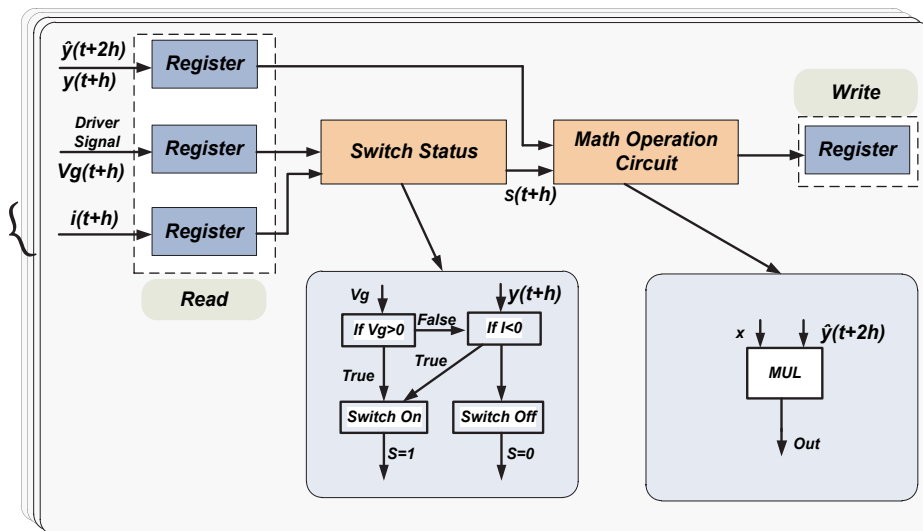 ŷ(t+2h)
y(t+h)
Register
Driver
Signal
Vg(t+h)
Register
i(t+h)
Register
Read
Switch Status
s(t+h)
Math Operation
Circuit
Write
Register
Vg
y(t+h)
If Vg>0
False
If I<0
True
True
Switch On
Switch Off
S=1
S=0
x
ŷ(t+2h)
MUL
Out